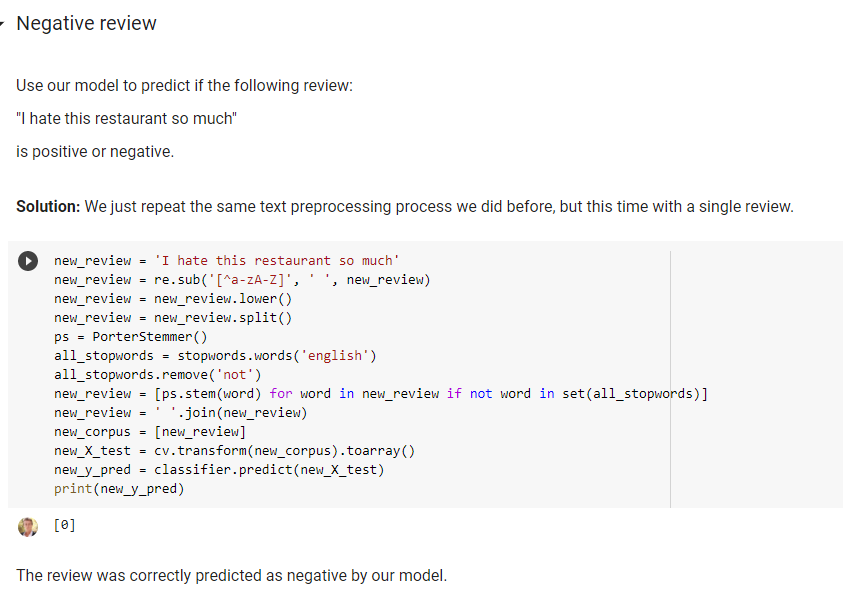 Negative review
Use our model to predict if the following review:
"I hate this restaurant so much"
is positive or negative.
Solution: We just repeat the same text preprocessing process we did before, but this time with a single review.
new_review = 'I hate this restaurant so much'
new_review = re.sub('[^a-zA-Z]', ' ', new_review)
new_review = new_review.lower()
new_review = new_review.split()
ps = PorterStemmer()
all_stopwords = stopwords.words('english')
all_stopwords.remove('not')
new_review = [ps.stem(word) for word in new_review if not word in set(all_stopwords)]
new_review = ' '.join(new_review)
new_corpus = [new_review]
new_X_test = cv.transform(new_corpus).toarray()
new_y_pred = classifier.predict(new_X_test)
print(new_y_pred)
[0]
The review was correctly predicted as negative by our model.